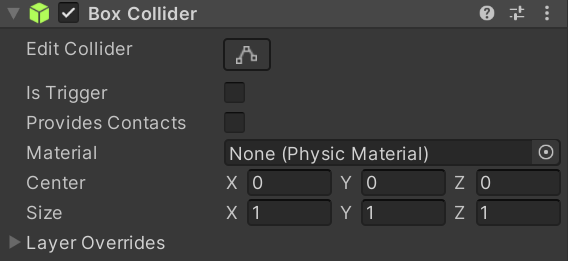 Box Collider
Edit Collider
Is Trigger
Provides Contacts
Material None (Physic Material)
Center X 0 Y 0 Z 0
Size X 1 Y 1 Z 1
Layer Overrides